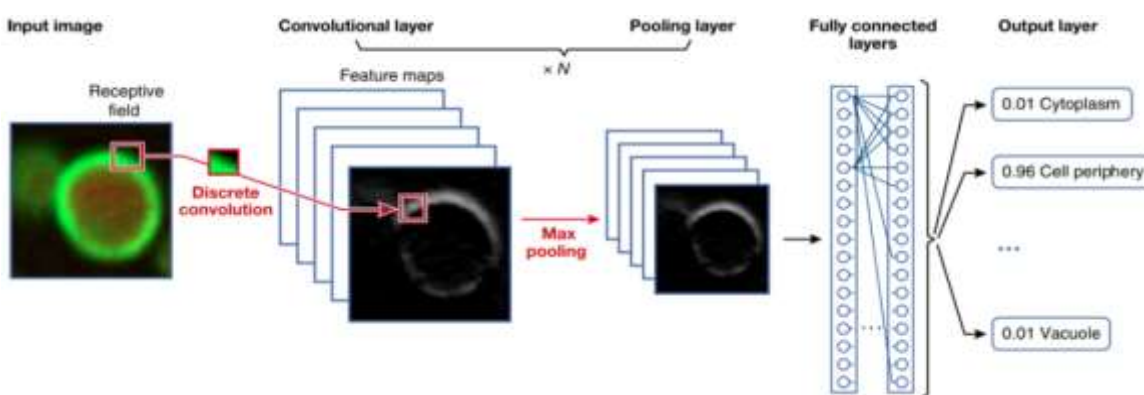 Input image
Convolutional layer
Pooling layer
Fully connected
layers
Output layer
× N
Receptive
field
Feature maps
Discrete
convolution
Max
pooling
0.01 Cytoplasm
0.96 Cell periphery
...
0.01 Vacuole
...